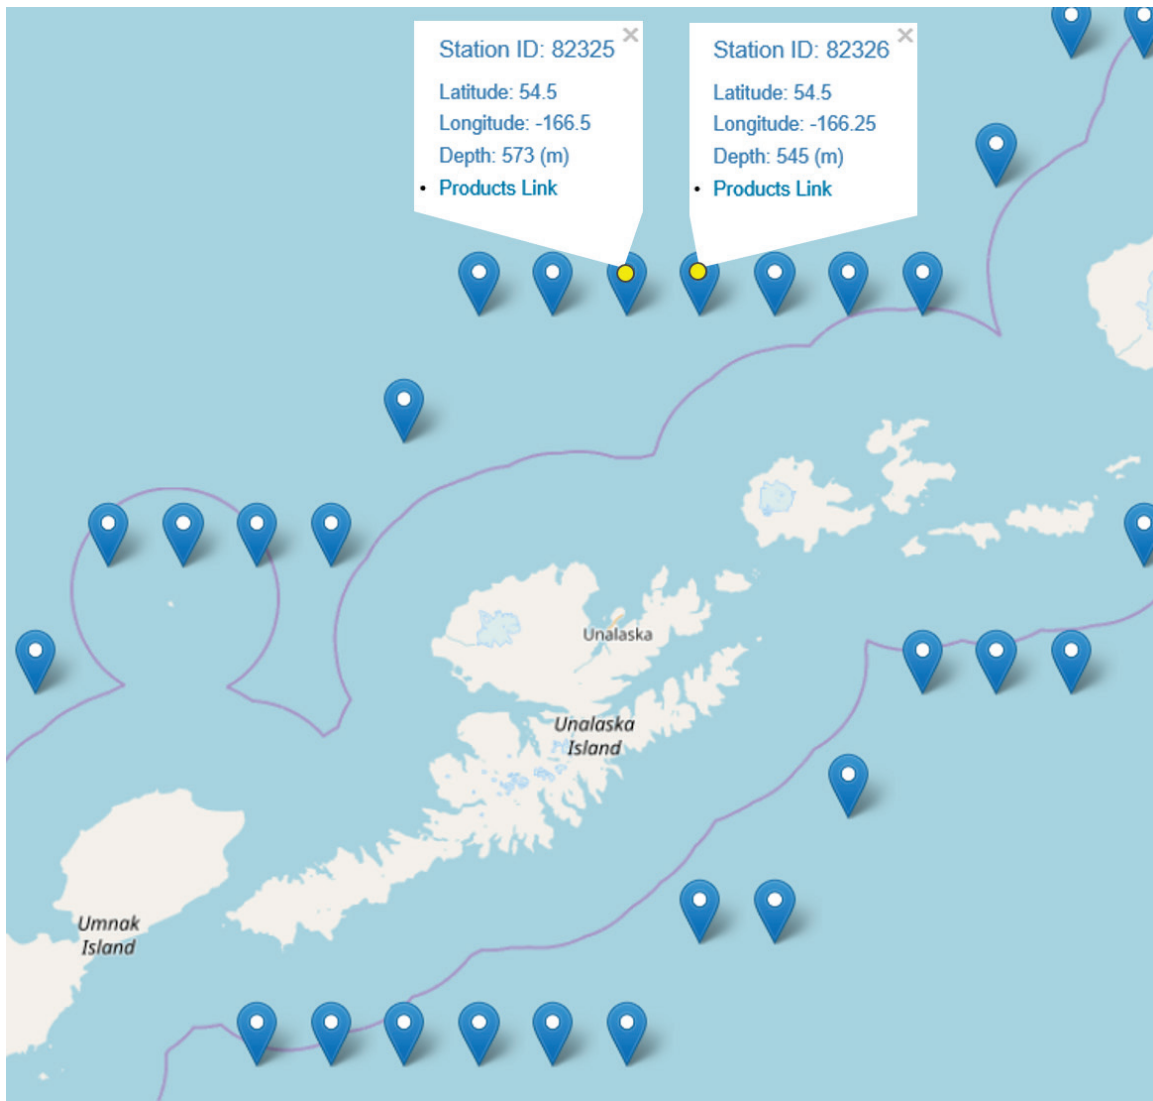 Station ID: 82325
Latitude: 54.5
Longitude: -166.5
Depth: 573 (m)
• Products Link
Station ID: 82326
Latitude: 54.5
Longitude: -166.25
Depth: 545 (m)
• Products Link
Unalaska
Unalaska
Island
Umnak
Island